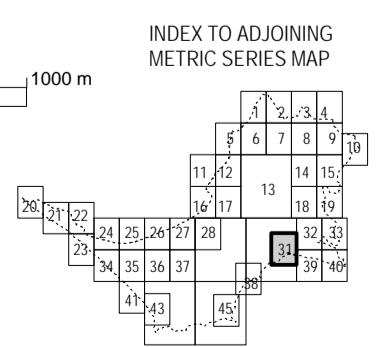 INDEX TO ADJOINING
METRIC SERIES MAP
1000 m
1 2 3 4
5 6 7 8 9 10
11 12 13 14 15
16 17 18 19
20 21 22
23 24 25 26 27 28 31 32 33
34 35 36 37 38 39 40
41 43 45